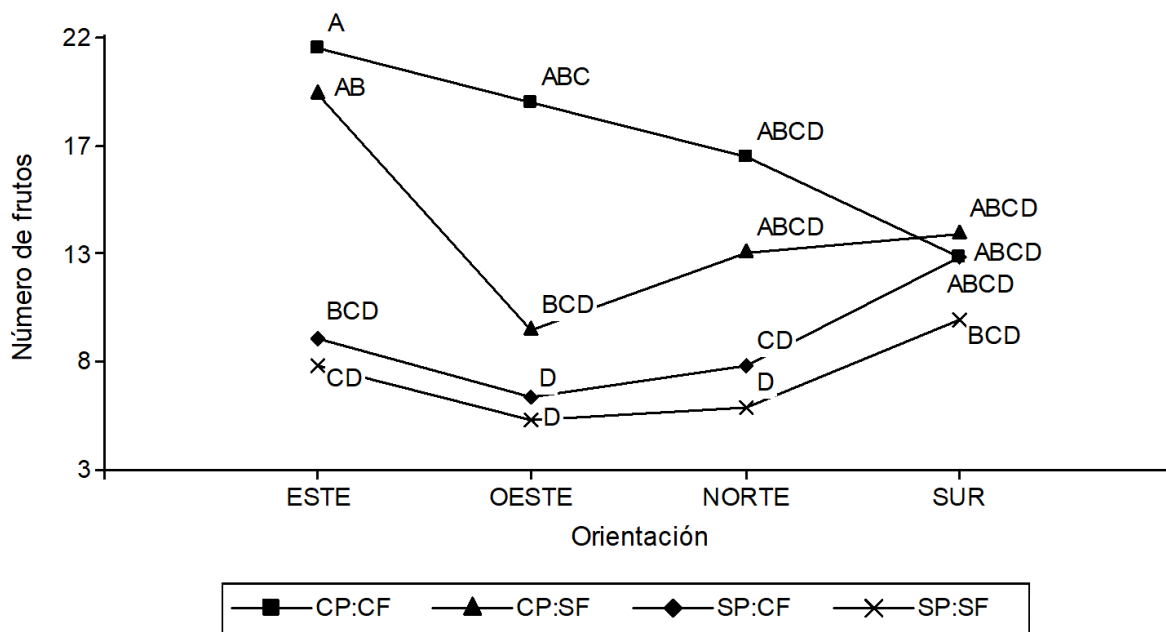 A
22
ABC
AB
ABCD
17
ABCD
ABCD
13
ABCD
BCD
ABCD
BCD
CD
BCD
8
D
CD
D
D
3
ESTE OESTE NORTE SUR
Orientación
Número de frutos
CP:CF CP:SF SP:CF SP:SF